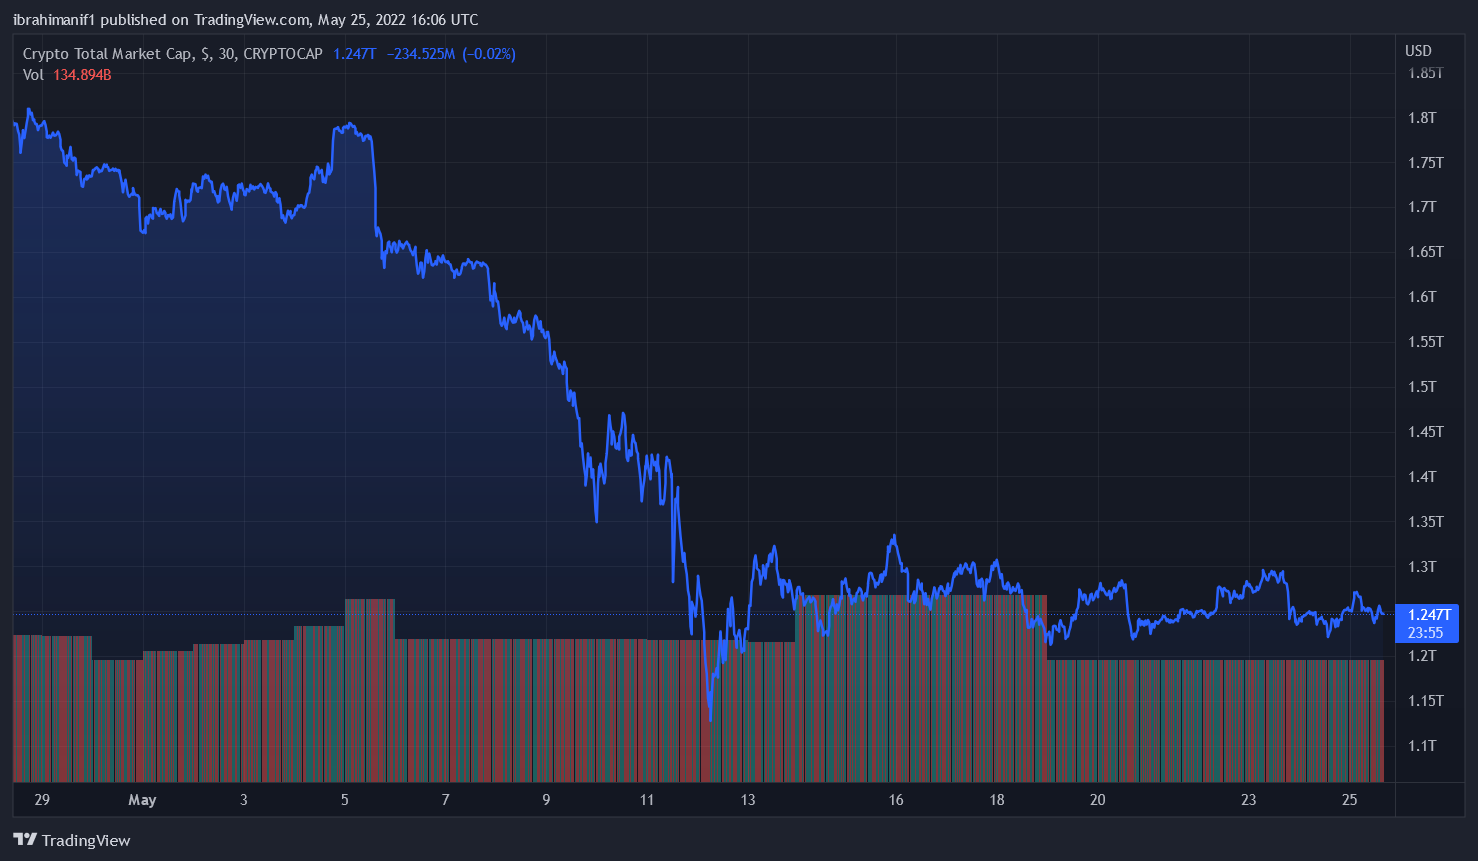 ibrahimanif1 published on TradingView.com, May 25, 2022 16:06 UTC
Crypto Total Market Cap, $, 30, CRYPTOCAP 1.247T −234.525M (−0.02%)
Vol 134.894B
USD
1.85T
1.8T
1.75T
1.7T
1.65T
1.6T
1.55T
1.5T
1.45T
1.4T
1.35T
1.3T
1.247T
23:55
1.2T
1.15T
1.1T
29 May 3 5 7 9 11 13 16 18 20 23 25
TradingView